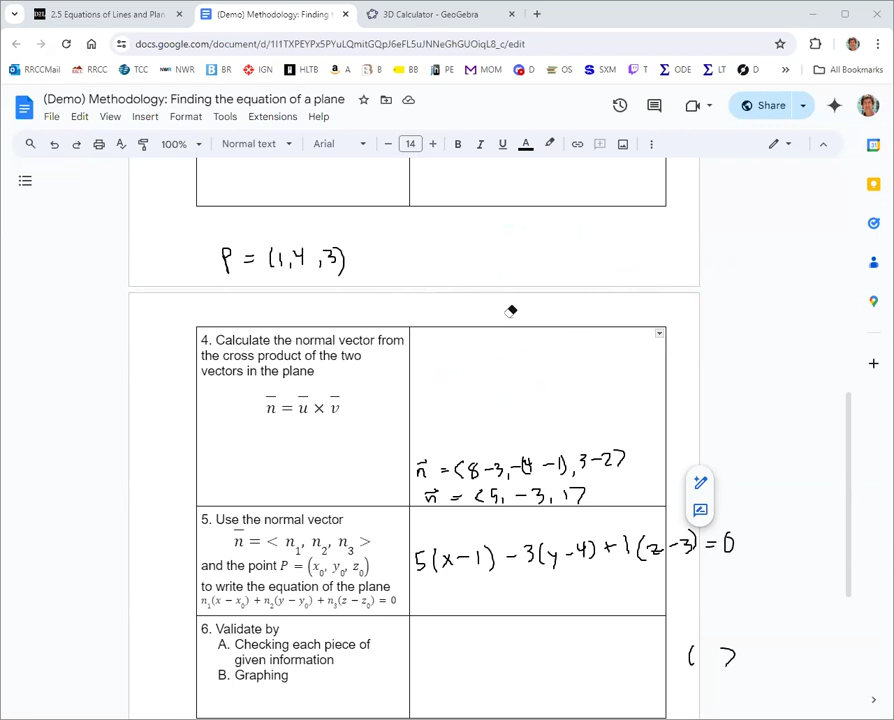 2.5 Equations of Lines and Plan
(Demo) Methodology: Finding t
3D Calculator - GeoGebra
docs.google.com/document/d/1I1TXPEYPx5PYuLQmitGQpJ6eFL5uJNNeGhGUOiqL8_c/edit
RRCCMail RRCC TCC NWR BR IGN HLTB A B BB PE MOM D OS SXM T ODE LT D All Bookmarks
(Demo) Methodology: Finding the equation of a plane
File Edit View Insert Format Tools Extensions Help
Share
100% Normal text Arial 14 B I U A
P = (1,4,3)
4. Calculate the normal vector from
the cross product of the two
vectors in the plane
n = u × v
n = <8-3, -(4-1), 3-2>
n = <5, -3, 1>
5. Use the normal vector
n = < n1, n2, n3 >
and the point P = (x0, y0, z0)
to write the equation of the plane
n1(x − x0) + n2(y − y0) + n3(z − z0) = 0
5(x-1) -3(y-4) +1(z-3) = 0
6. Validate by
A. Checking each piece of
given information
B. Graphing
( )